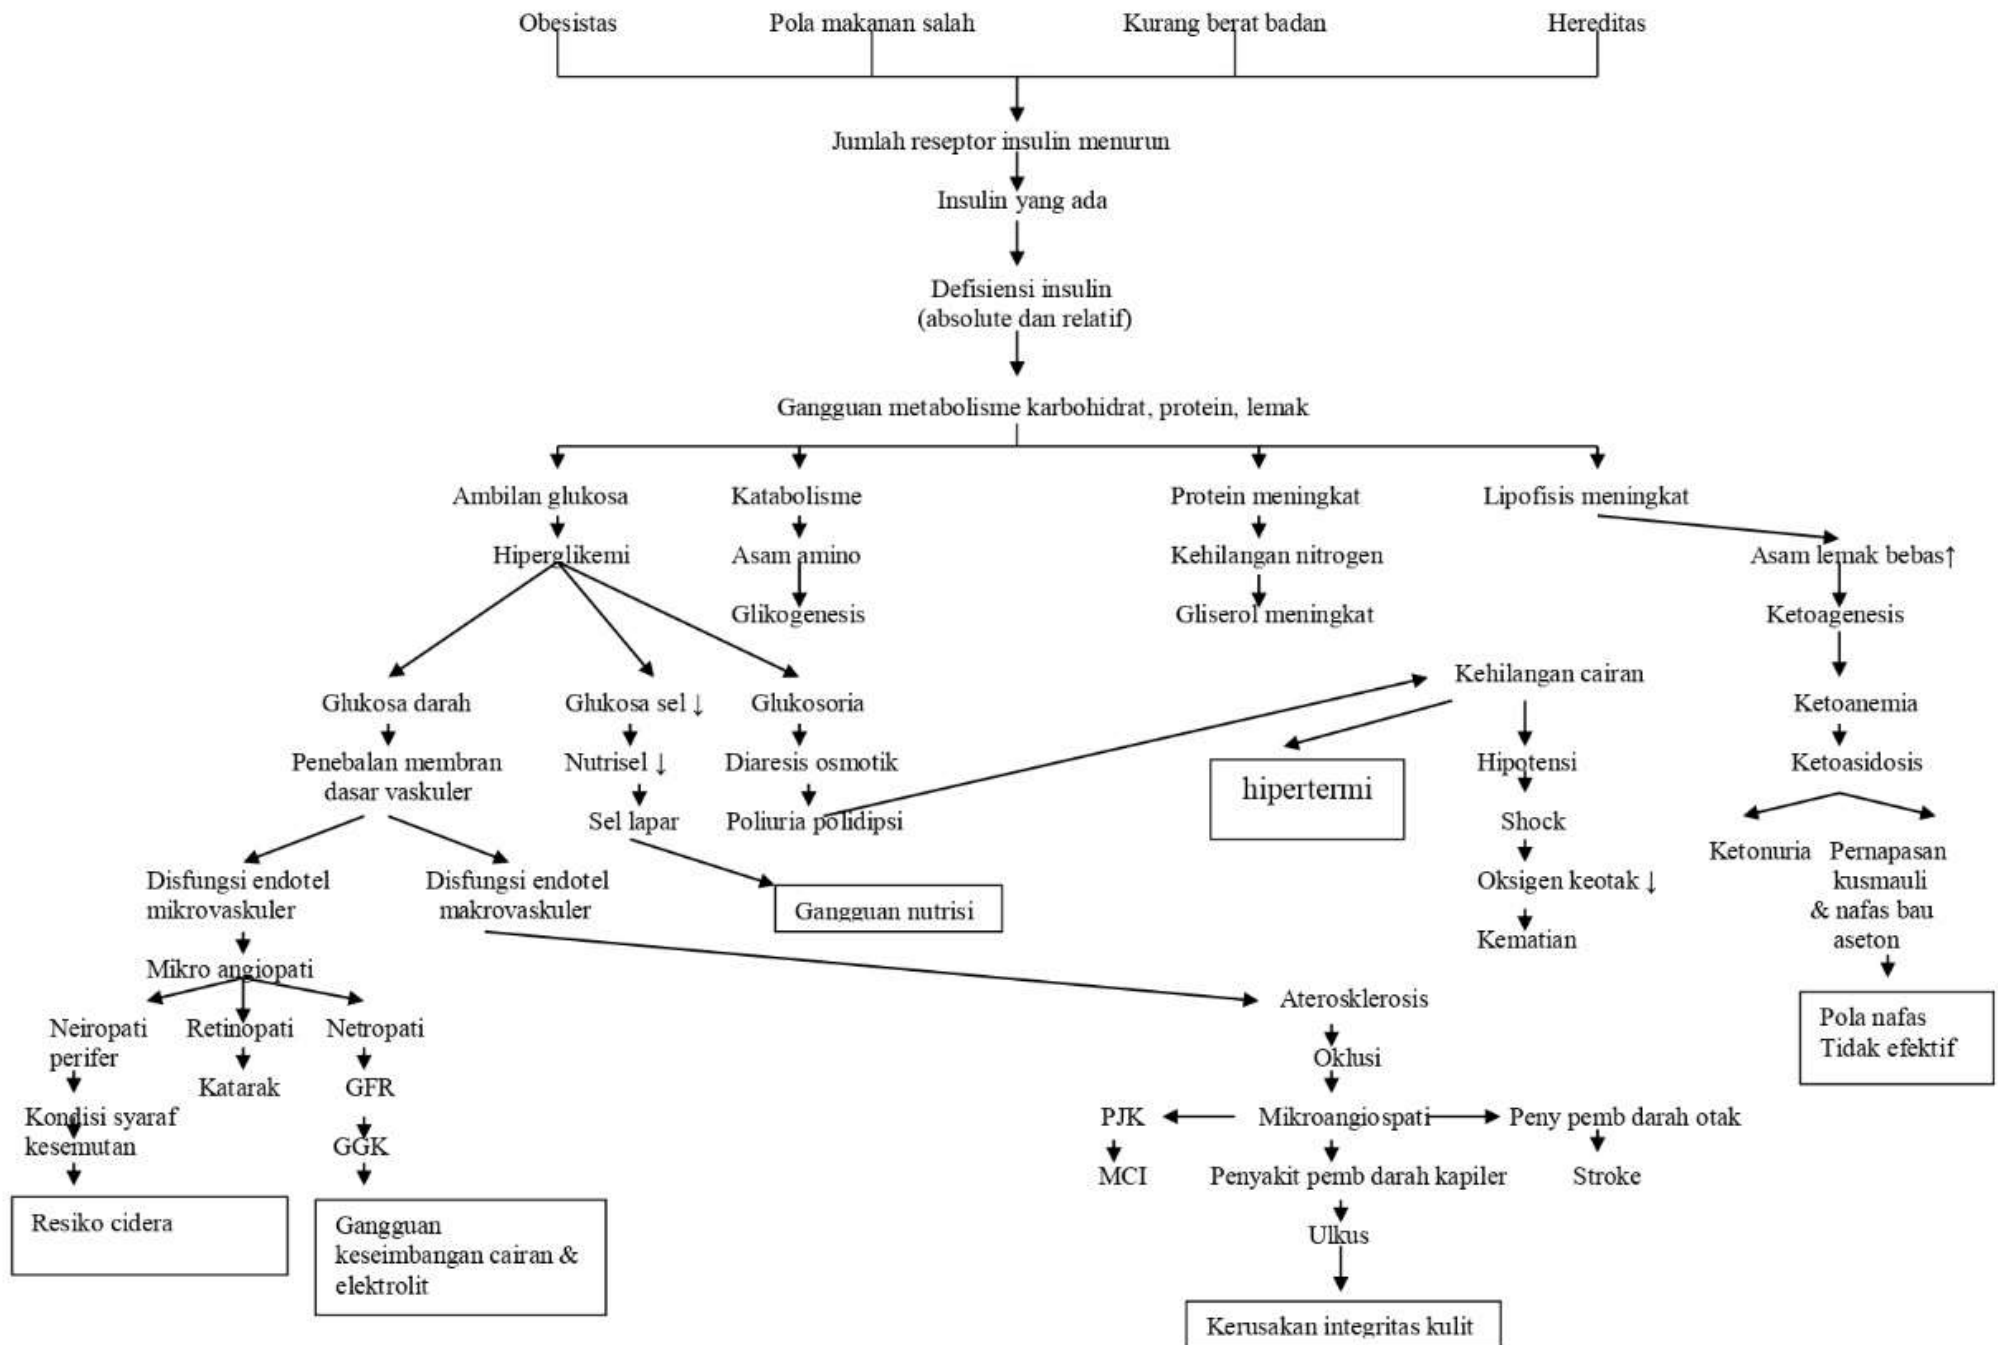 Obesistas
Pola makanan salah
Kurang berat badan
Hereditas
Jumlah reseptor insulin menurun
Insulin yang ada
Defisiensi insulin
(absolute dan relatif)
Gangguan metabolisme karbohidrat, protein, lemak
Ambilan glukosa
Katabolisme
Protein meningkat
Lipofisis meningkat
Hiperglikemi
Asam amino
Kehilangan nitrogen
Asam lemak bebas↑
Glikogenesis
Gliserol meningkat
Ketoagenesis
Kehilangan cairan
Glukosa darah
Glukosa sel ↓
Glukosoria
Ketoanemia
Penebalan membran
dasar vaskuler
Nutrisel ↓
Diaresis osmotik
hipertermi
Hipotensi
Ketoasidosis
Sel lapar
Poliuria polidipsi
Shock
Ketonuria
Pernapasan
kusmauli
& nafas bau
aseton
Disfungsi endotel
mikrovaskuler
Disfungsi endotel
makrovaskuler
Gangguan nutrisi
Oksigen keotak ↓
Kematian
Mikro angiopati
Aterosklerosis
Pola nafas
Tidak efektif
Neiropati
perifer
Retinopati
Netropati
Oklusi
Katarak
GFR
Kondisi syaraf
kesemutan
PJK
Mikroangiospati
Peny pemb darah otak
GGK
MCI
Penyakit pemb darah kapiler
Stroke
Resiko cidera
Gangguan
keseimbangan cairan &
elektrolit
Ulkus
Kerusakan integritas kulit